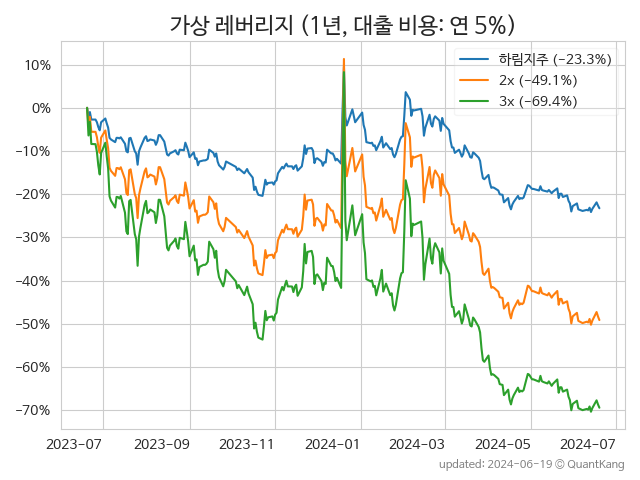 가상 레버리지 (1년, 대출 비용: 연 5%)
하림지주 (-23.3%)
2x (-49.1%)
3x (-69.4%)
10%
0%
-10%
-20%
-30%
-40%
-50%
-60%
-70%
2023-07 2023-09 2023-11 2024-01 2024-03 2024-05 2024-07
updated: 2024-06-19 © QuantKang